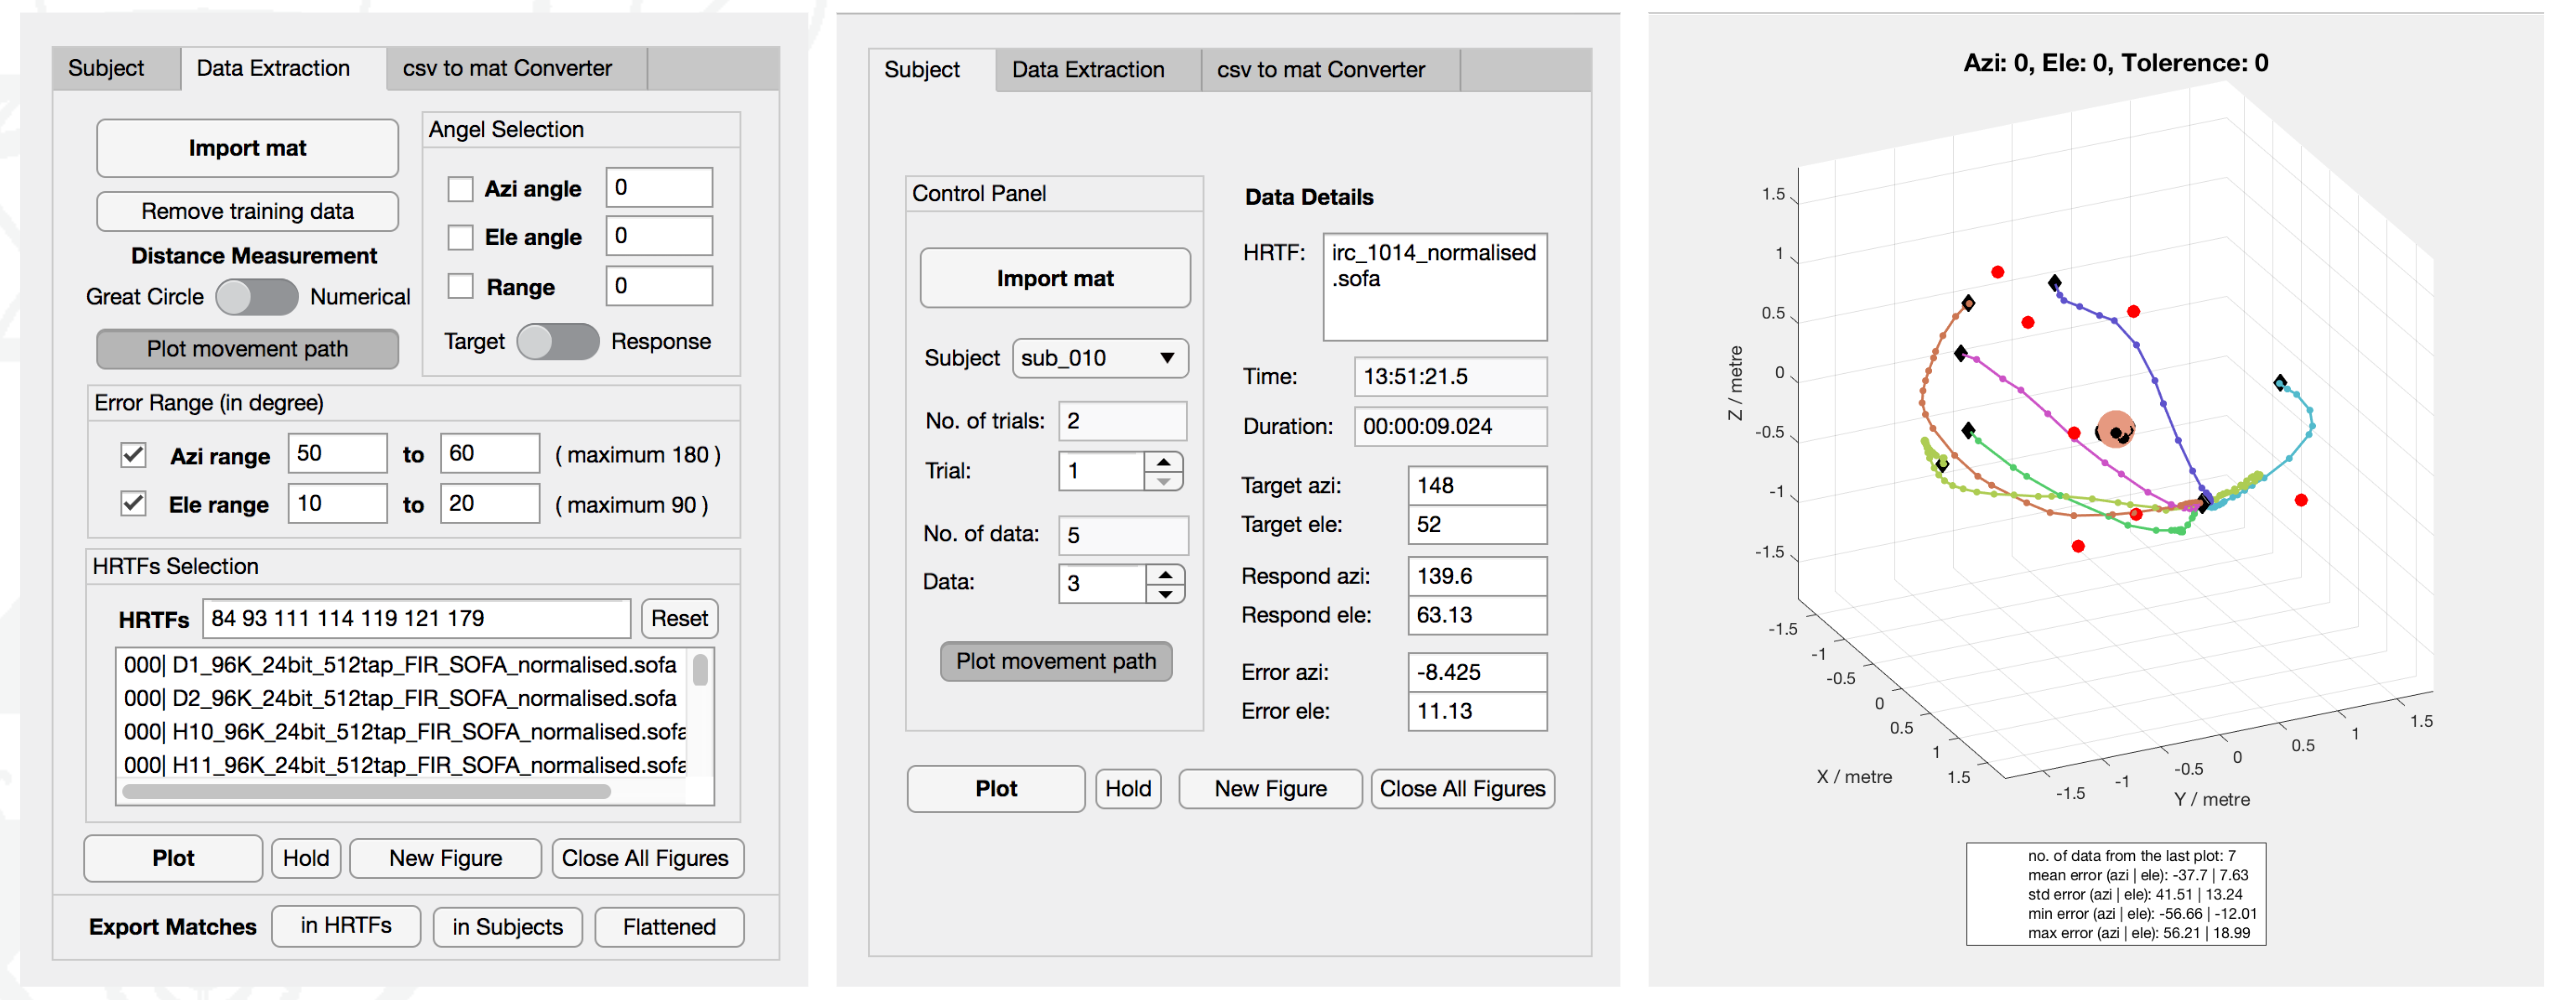 Subject
Data Extraction
csv to mat Converter
Import mat
Remove training data
Distance Measurement
Great Circle
Numerical
Plot movement path
Angel Selection
Azi angle 0
Ele angle 0
Range 0
Target
Response
Error Range (in degree)
Azi range 50 to 60 ( maximum 180 )
Ele range 10 to 20 ( maximum 90 )
HRTFs Selection
HRTFs 84 93 111 114 119 121 179 Reset
000| D1_96K_24bit_512tap_FIR_SOFA_normalised.sofa
000| D2_96K_24bit_512tap_FIR_SOFA_normalised.sofa
000| H10_96K_24bit_512tap_FIR_SOFA_normalised.sofa
000| H11_96K_24bit_512tap_FIR_SOFA_normalised.sofa
Plot
Hold
New Figure
Close All Figures
Export Matches
in HRTFs
in Subjects
Flattened
Subject
Data Extraction
csv to mat Converter
Control Panel
Import mat
Subject sub_010
No. of trials: 2
Trial: 1
No. of data: 5
Data: 3
Plot movement path
Data Details
HRTF: irc_1014_normalised
.sofa
Time: 13:51:21.5
Duration: 00:00:09.024
Target azi: 148
Target ele: 52
Respond azi: 139.6
Respond ele: 63.13
Error azi: -8.425
Error ele: 11.13
Plot
Hold
New Figure
Close All Figures
Azi: 0, Ele: 0, Tolerence: 0
1.5
1
0.5
0
-0.5
-1
-1.5
Z / metre
-1.5
-1
-0.5
0
0.5
1
1.5
X / metre
-1.5
-1
-0.5
0
0.5
1
1.5
Y / metre
no. of data from the last plot: 7
mean error (azi | ele): -37.7 | 7.63
std error (azi | ele): 41.51 | 13.24
min error (azi | ele): -56.66 | -12.01
max error (azi | ele): 56.21 | 18.99